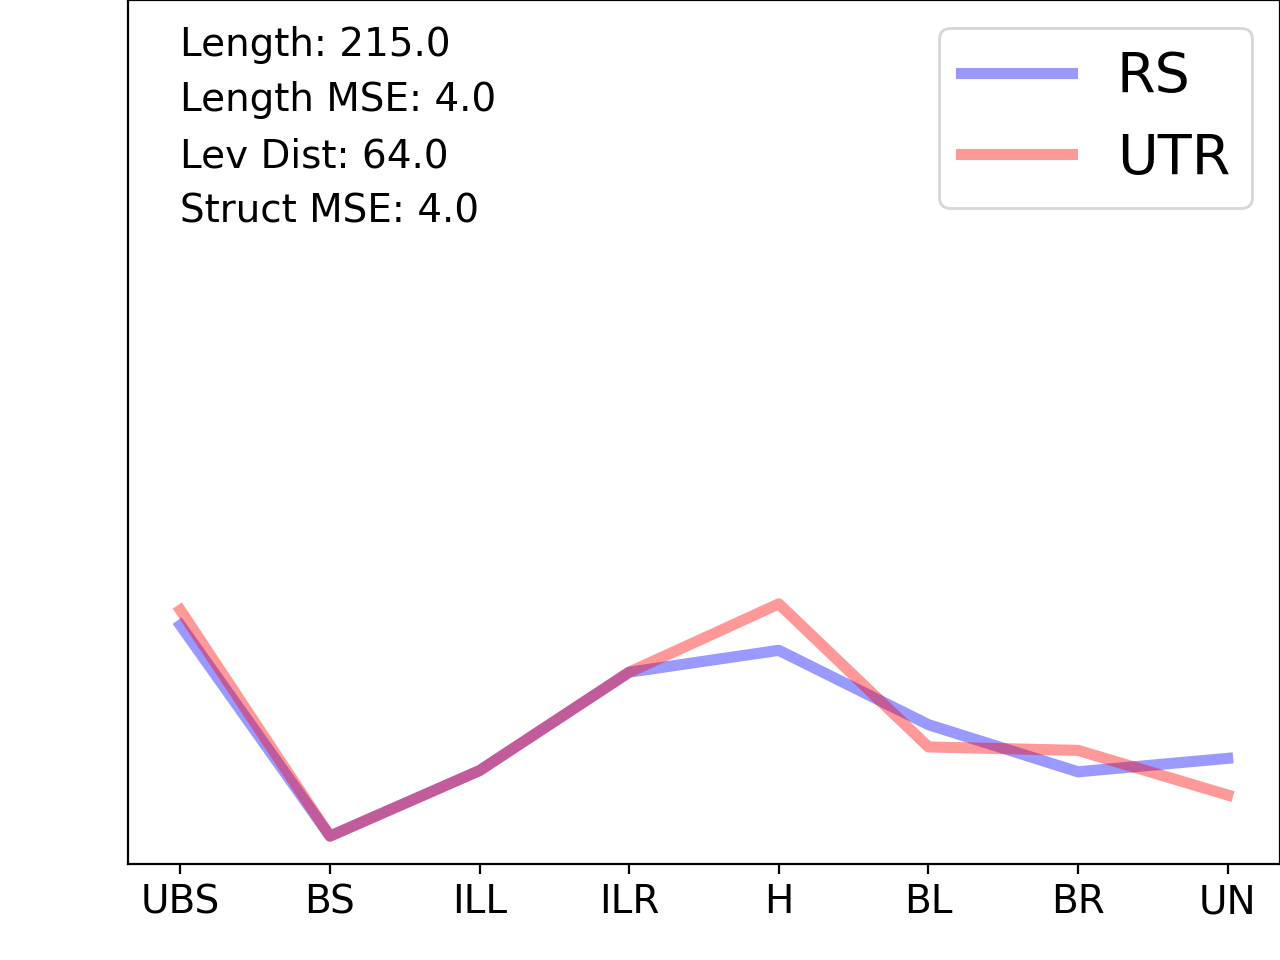 Length: 215.0
Length MSE: 4.0
Lev Dist: 64.0
Struct MSE: 4.0
RS
UTR
UBS BS ILL ILR H BL BR UN